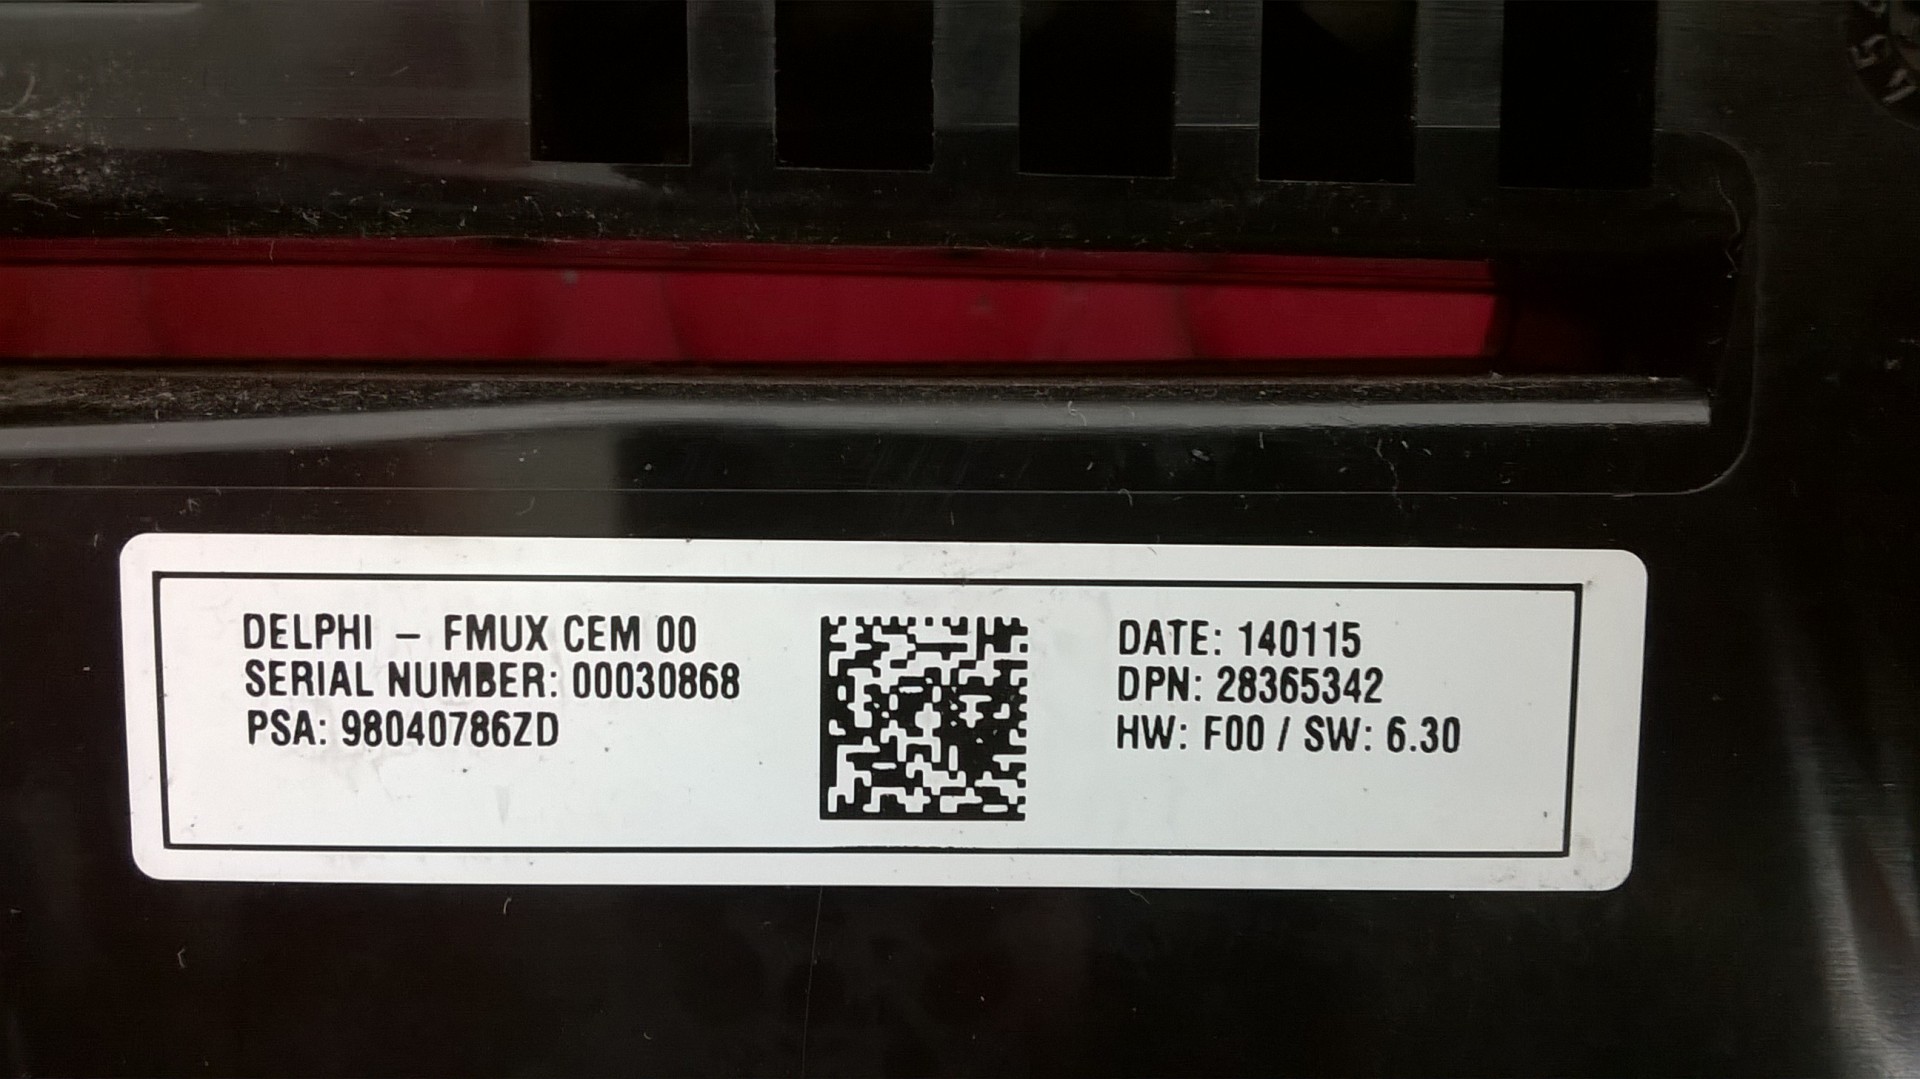 DELPHI – FMUX CEM 00
SERIAL NUMBER: 00030868
PSA: 98040786ZD
DATE: 140115
DPN: 28365342
HW: F00 / SW: 6.30